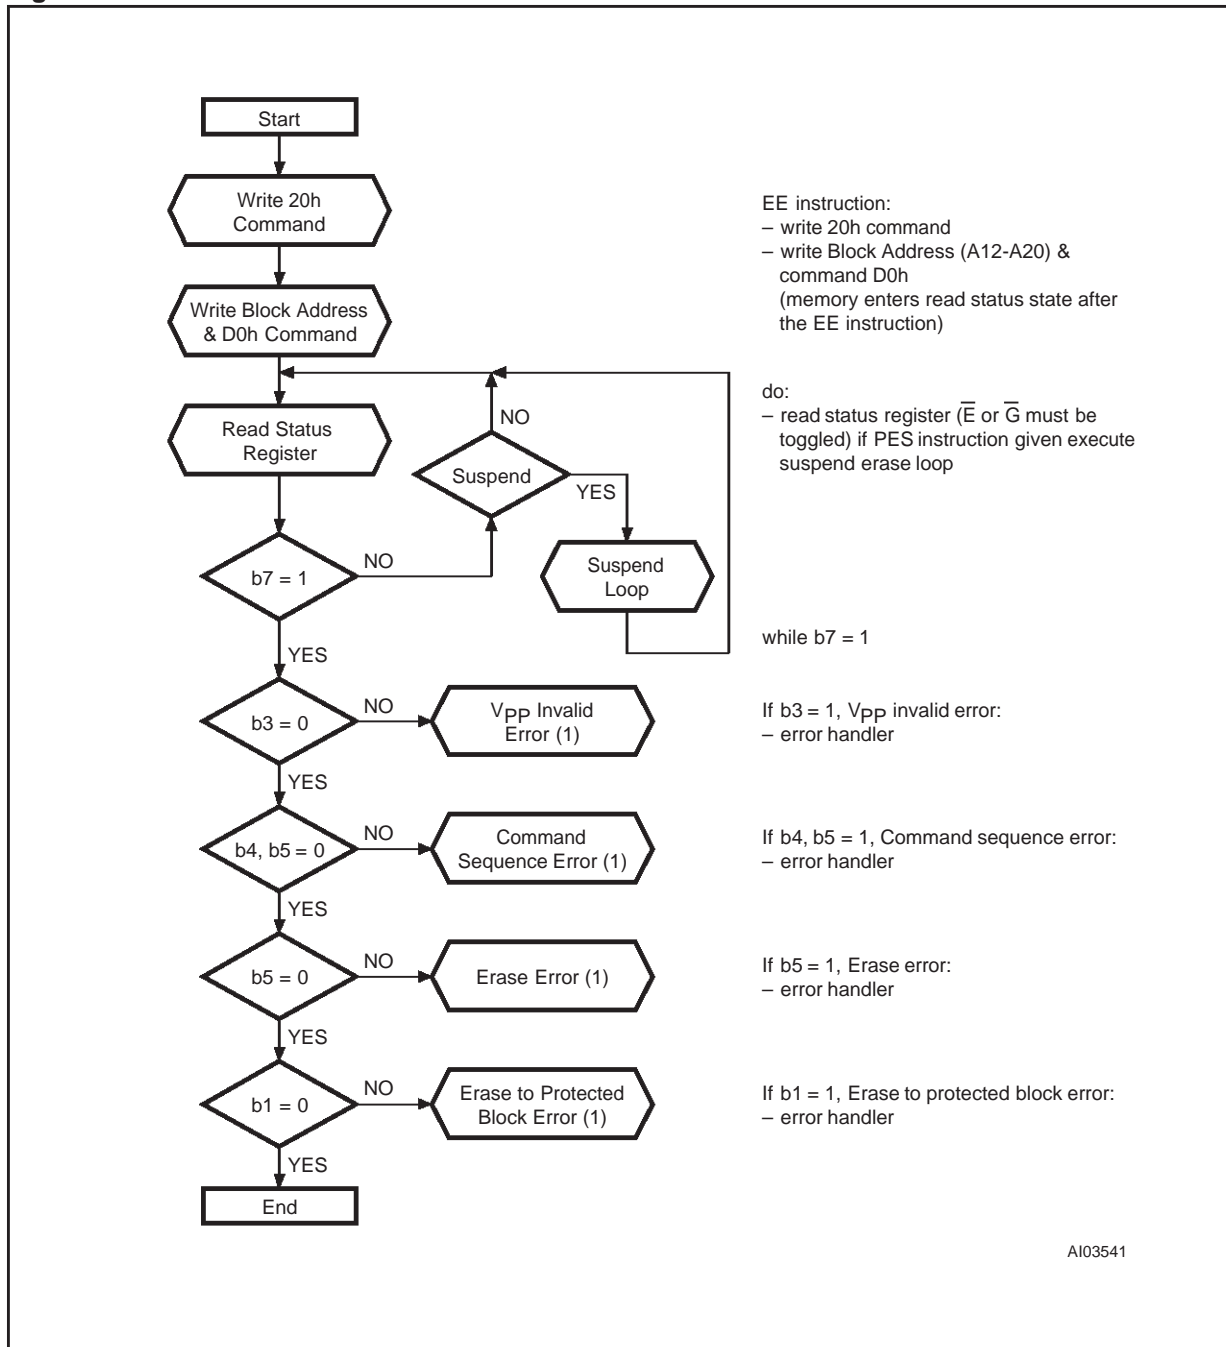 Start
Write 20h
Command
Write Block Address
& D0h Command
Read Status
Register
NO
Suspend
YES
Suspend
Loop
b7 = 1
NO
YES
b3 = 0
NO
VPP Invalid
Error (1)
YES
b4, b5 = 0
NO
Command
Sequence Error (1)
YES
b5 = 0
NO
Erase Error (1)
YES
b1 = 0
NO
Erase to Protected
Block Error (1)
YES
End
EE instruction:
– write 20h command
– write Block Address (A12-A20) &
command D0h
(memory enters read status state after
the EE instruction)
do:
– read status register (E̅ or G̅ must be
toggled) if PES instruction given execute
suspend erase loop
while b7 = 1
If b3 = 1, VPP invalid error:
– error handler
If b4, b5 = 1, Command sequence error:
– error handler
If b5 = 1, Erase error:
– error handler
If b1 = 1, Erase to protected block error:
– error handler
AI03541